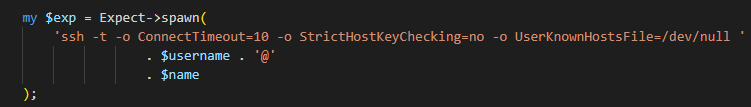 my $exp = Expect->spawn(
'ssh -t -o ConnectTimeout=10 -o StrictHostKeyChecking=no -o UserKnownHostsFile=/dev/null '
. $username . '@'
. $name
);